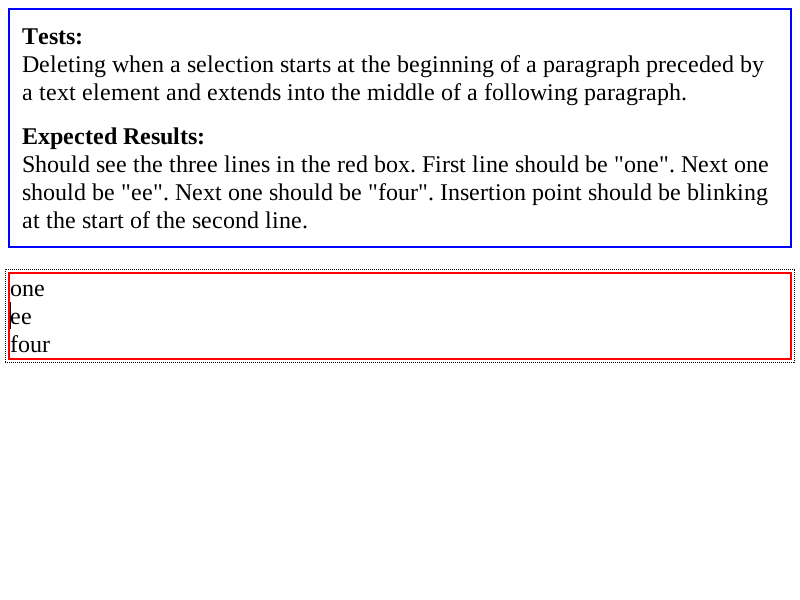 Tests:
Deleting when a selection starts at the beginning of a paragraph preceded by
a text element and extends into the middle of a following paragraph.
Expected Results:
Should see the three lines in the red box. First line should be "one". Next one
should be "ee". Next one should be "four". Insertion point should be blinking
at the start of the second line.
one
ee
four